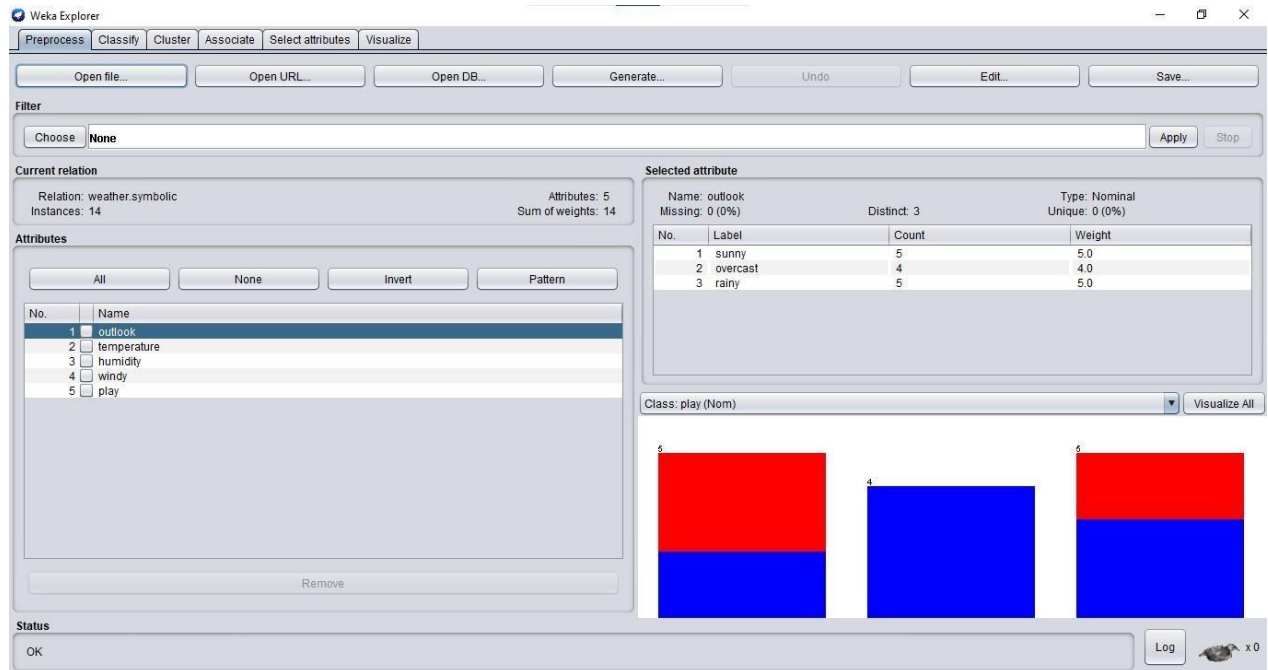 Weka Explorer
Preprocess Classify Cluster Associate Select attributes Visualize
Open file... Open URL... Open DB... Generate... Undo Edit... Save...
Filter
Choose None Apply Stop
Current relation
Relation: weather.symbolic Attributes: 5
Instances: 14 Sum of weights: 14
Attributes
All None Invert Pattern
No. Name
1 outlook
2 temperature
3 humidity
4 windy
5 play
Remove
Selected attribute
Name: outlook Type: Nominal
Missing: 0 (0%) Distinct: 3 Unique: 0 (0%)
No. Label Count Weight
1 sunny 5 5.0
2 overcast 4 4.0
3 rainy 5 5.0
Class: play (Nom) Visualize All
5 4 5
Status
OK Log x 0